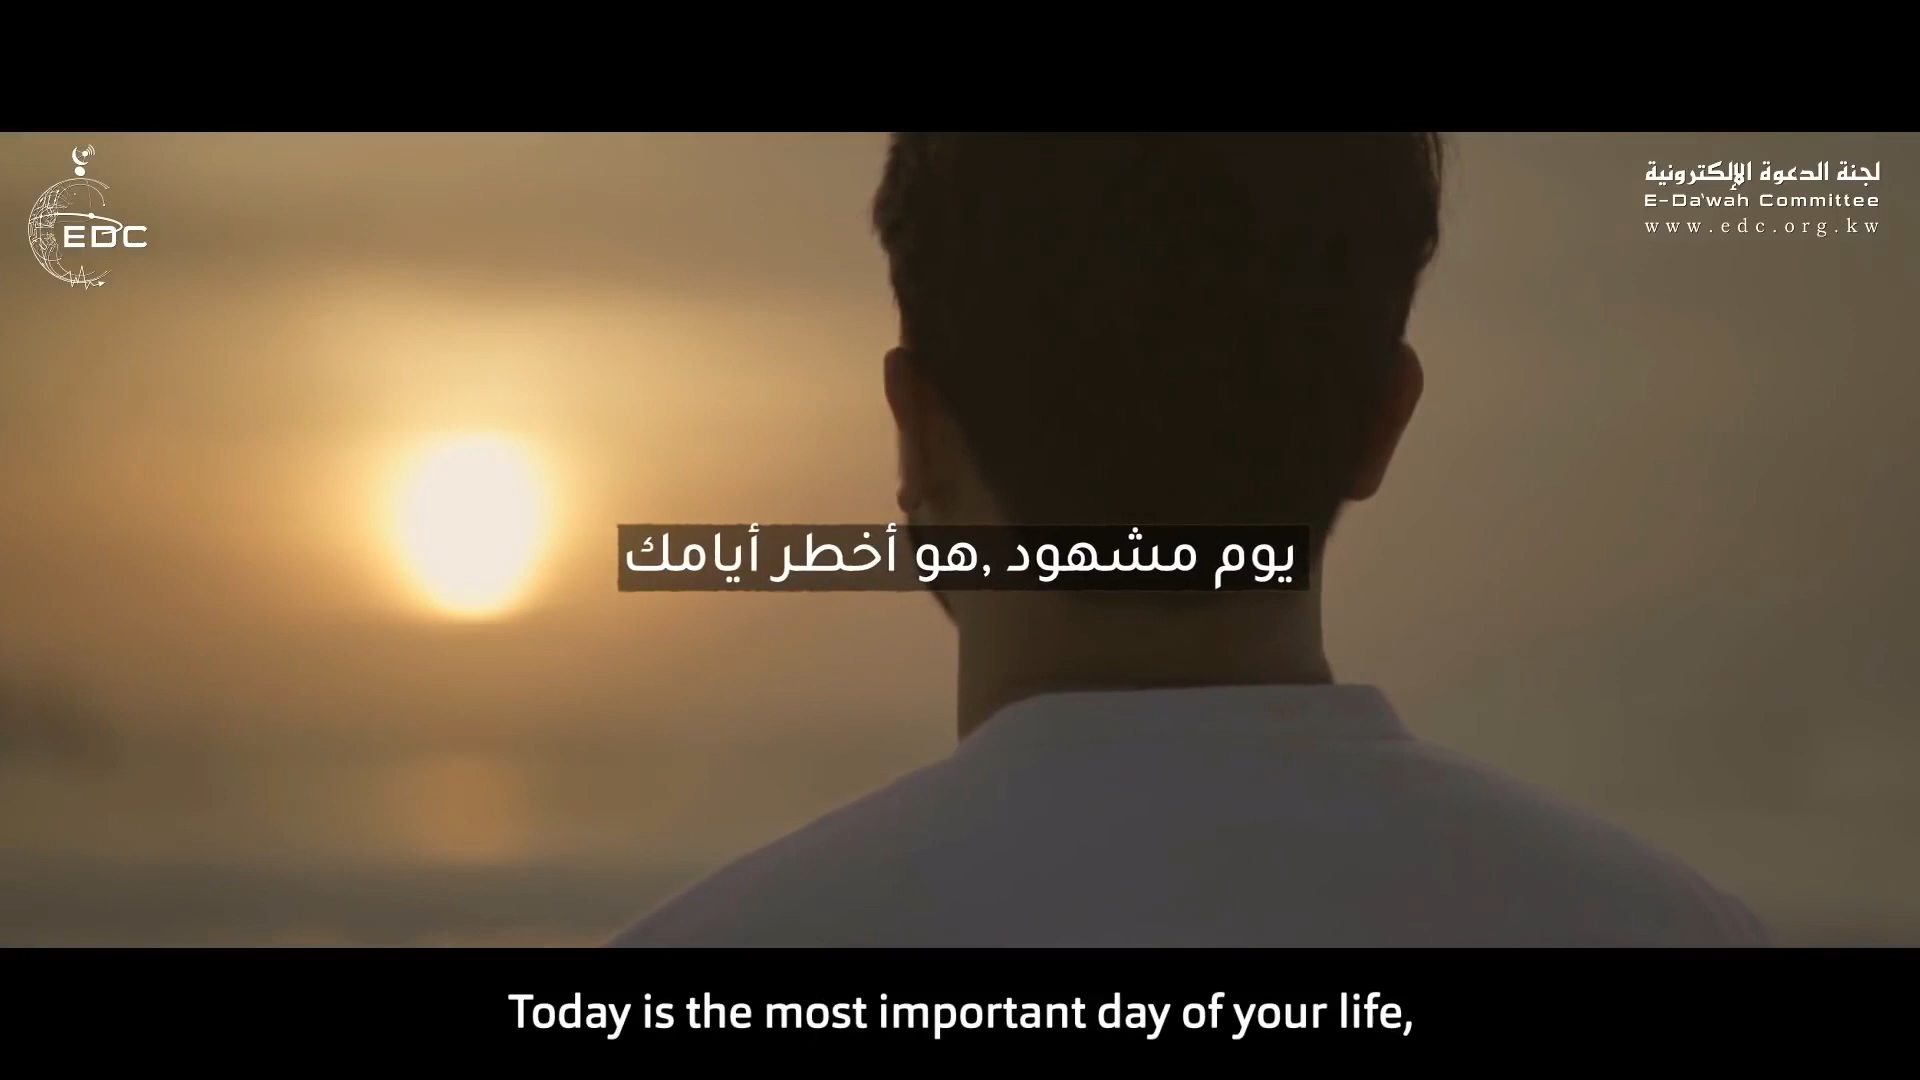 EDC
لجنة الدعوة الإلكترونية
E-Da'wah Committee
www.edc.org.kw
يوم مشهود ,هو أخطر أيامك
Today is the most important day of your life,